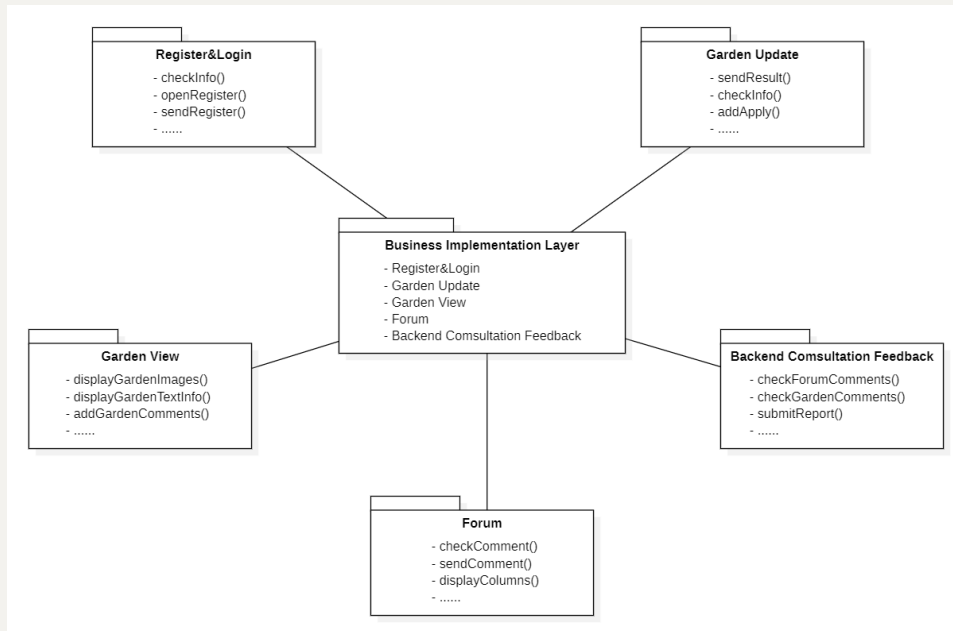 Register&Login
- checkInfo()
- openRegister()
- sendRegister()
- ......
Garden Update
- sendResult()
- checkInfo()
- addApply()
- ......
Business Implementation Layer
- Register&Login
- Garden Update
- Garden View
- Forum
- Backend Comsultation Feedback
Garden View
- displayGardenImages()
- displayGardenTextInfo()
- addGardenComments()
- ......
Backend Comsultation Feedback
- checkForumComments()
- checkGardenComments()
- submitReport()
- ......
Forum
- checkComment()
- sendComment()
- displayColumns()
- ......